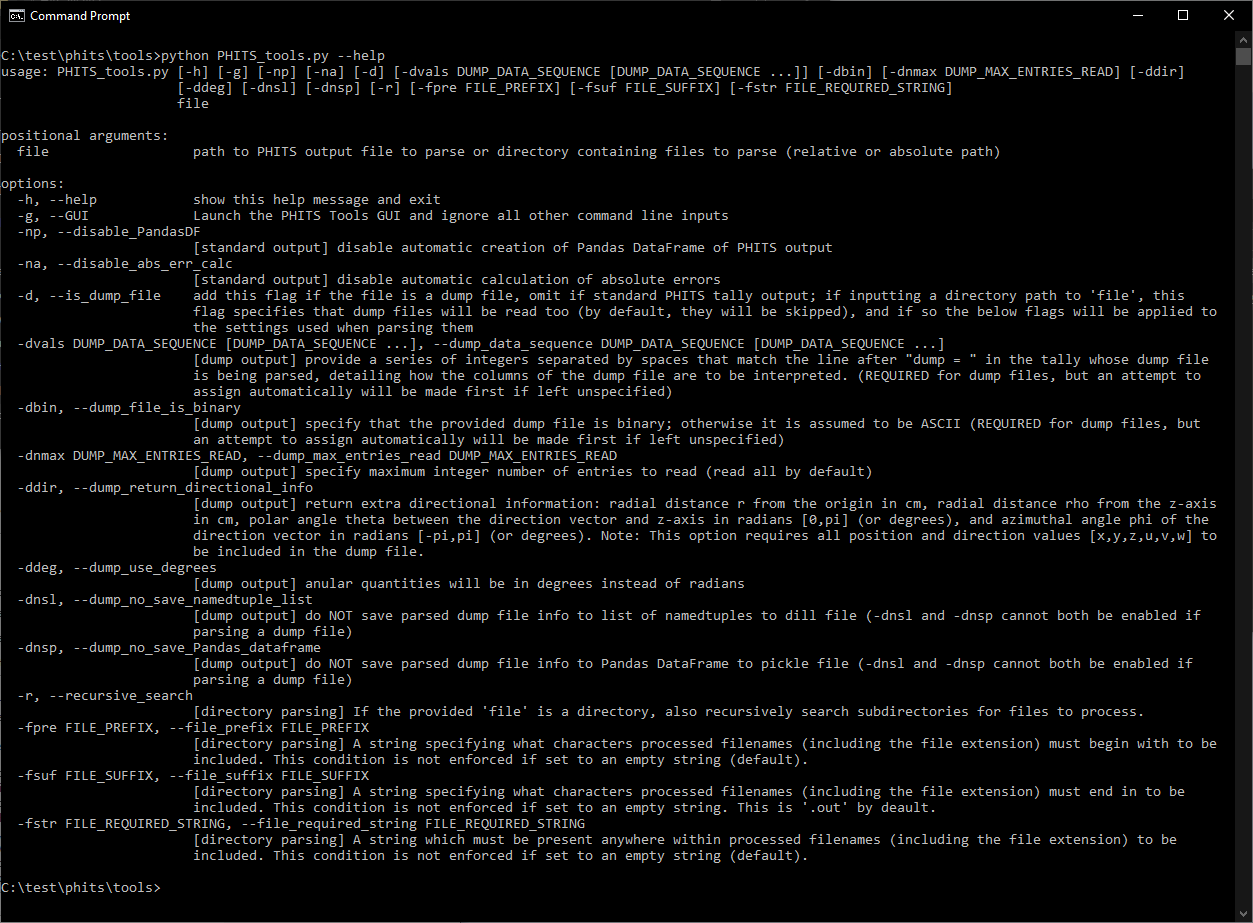 Command Prompt
C:\test\phits\tools>python PHITS_tools.py --help
usage: PHITS_tools.py [-h] [-g] [-np] [-na] [-d] [-dvals DUMP_DATA_SEQUENCE [DUMP_DATA_SEQUENCE ...]] [-dbin] [-dnmax DUMP_MAX_ENTRIES_READ] [-ddir]
[-ddeg] [-dnsl] [-dnsp] [-r] [-fpre FILE_PREFIX] [-fsuf FILE_SUFFIX] [-fstr FILE_REQUIRED_STRING]
file
positional arguments:
file path to PHITS output file to parse or directory containing files to parse (relative or absolute path)
options:
-h, --help show this help message and exit
-g, --GUI Launch the PHITS Tools GUI and ignore all other command line inputs
-np, --disable_PandasDF
[standard output] disable automatic creation of Pandas DataFrame of PHITS output
-na, --disable_abs_err_calc
[standard output] disable automatic calculation of absolute errors
-d, --is_dump_file add this flag if the file is a dump file, omit if standard PHITS tally output; if inputting a directory path to 'file', this
flag specifies that dump files will be read too (by default, they will be skipped), and if so the below flags will be applied to
the settings used when parsing them
-dvals DUMP_DATA_SEQUENCE [DUMP_DATA_SEQUENCE ...], --dump_data_sequence DUMP_DATA_SEQUENCE [DUMP_DATA_SEQUENCE ...]
[dump output] provide a series of integers separated by spaces that match the line after "dump = " in the tally whose dump file
is being parsed, detailing how the columns of the dump file are to be interpreted. (REQUIRED for dump files, but an attempt to
assign automatically will be made first if left unspecified)
-dbin, --dump_file_is_binary
[dump output] specify that the provided dump file is binary; otherwise it is assumed to be ASCII (REQUIRED for dump files, but
an attempt to assign automatically will be made first if left unspecified)
-dnmax DUMP_MAX_ENTRIES_READ, --dump_max_entries_read DUMP_MAX_ENTRIES_READ
[dump output] specify maximum integer number of entries to read (read all by default)
-ddir, --dump_return_directional_info
[dump output] return extra directional information: radial distance r from the origin in cm, radial distance rho from the z-axis
in cm, polar angle theta between the direction vector and z-axis in radians [0,pi] (or degrees), and azimuthal angle phi of the
direction vector in radians [-pi,pi] (or degrees). Note: This option requires all position and direction values [x,y,z,u,v,w] to
be included in the dump file.
-ddeg, --dump_use_degrees
[dump output] anular quantities will be in degrees instead of radians
-dnsl, --dump_no_save_namedtuple_list
[dump output] do NOT save parsed dump file info to list of namedtuples to dill file (-dnsl and -dnsp cannot both be enabled if
parsing a dump file)
-dnsp, --dump_no_save_Pandas_dataframe
[dump output] do NOT save parsed dump file info to Pandas DataFrame to pickle file (-dnsl and -dnsp cannot both be enabled if
parsing a dump file)
-r, --recursive_search
[directory parsing] If the provided 'file' is a directory, also recursively search subdirectories for files to process.
-fpre FILE_PREFIX, --file_prefix FILE_PREFIX
[directory parsing] A string specifying what characters processed filenames (including the file extension) must begin with to be
included. This condition is not enforced if set to an empty string (default).
-fsuf FILE_SUFFIX, --file_suffix FILE_SUFFIX
[directory parsing] A string specifying what characters processed filenames (including the file extension) must end in to be
included. This condition is not enforced if set to an empty string. This is '.out' by deault.
-fstr FILE_REQUIRED_STRING, --file_required_string FILE_REQUIRED_STRING
[directory parsing] A string which must be present anywhere within processed filenames (including the file extension) to be
included. This condition is not enforced if set to an empty string (default).
C:\test\phits\tools>